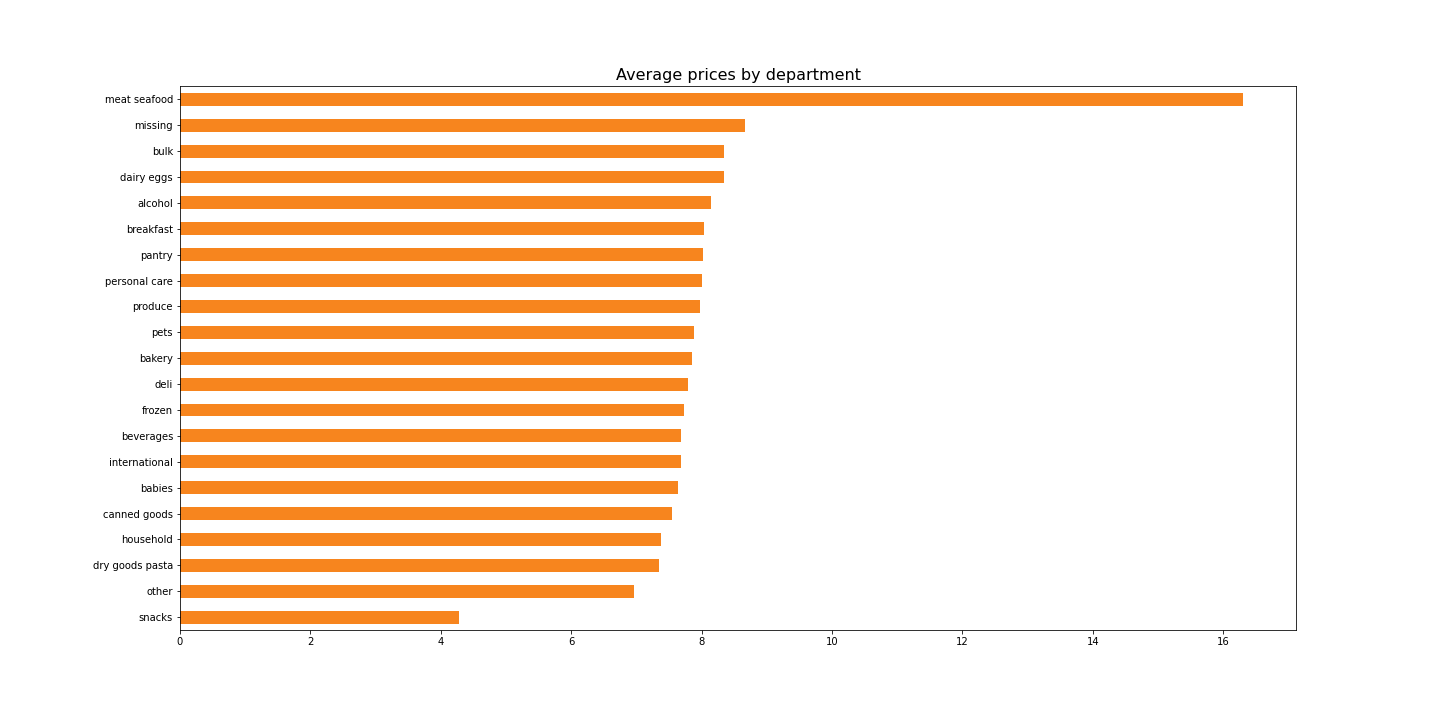 Average prices by department
meat seafood
missing
bulk
dairy eggs
alcohol
breakfast
pantry
personal care
produce
pets
bakery
deli
frozen
beverages
international
babies
canned goods
household
dry goods pasta
other
snacks
0 2 4 6 8 10 12 14 16